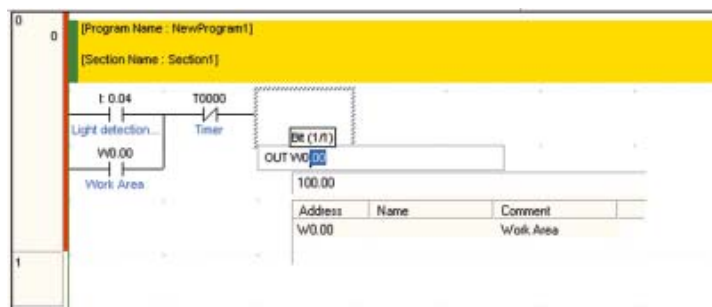 0
0
[Program Name : NewProgram1]
[Section Name : Section1]
I: 0.04
T0000
Light detection...
Timer
W0.00
Work Area
Bit (1/1)
OUT W0.00
100.00
Address Name Comment
W0.00 Work Area
1